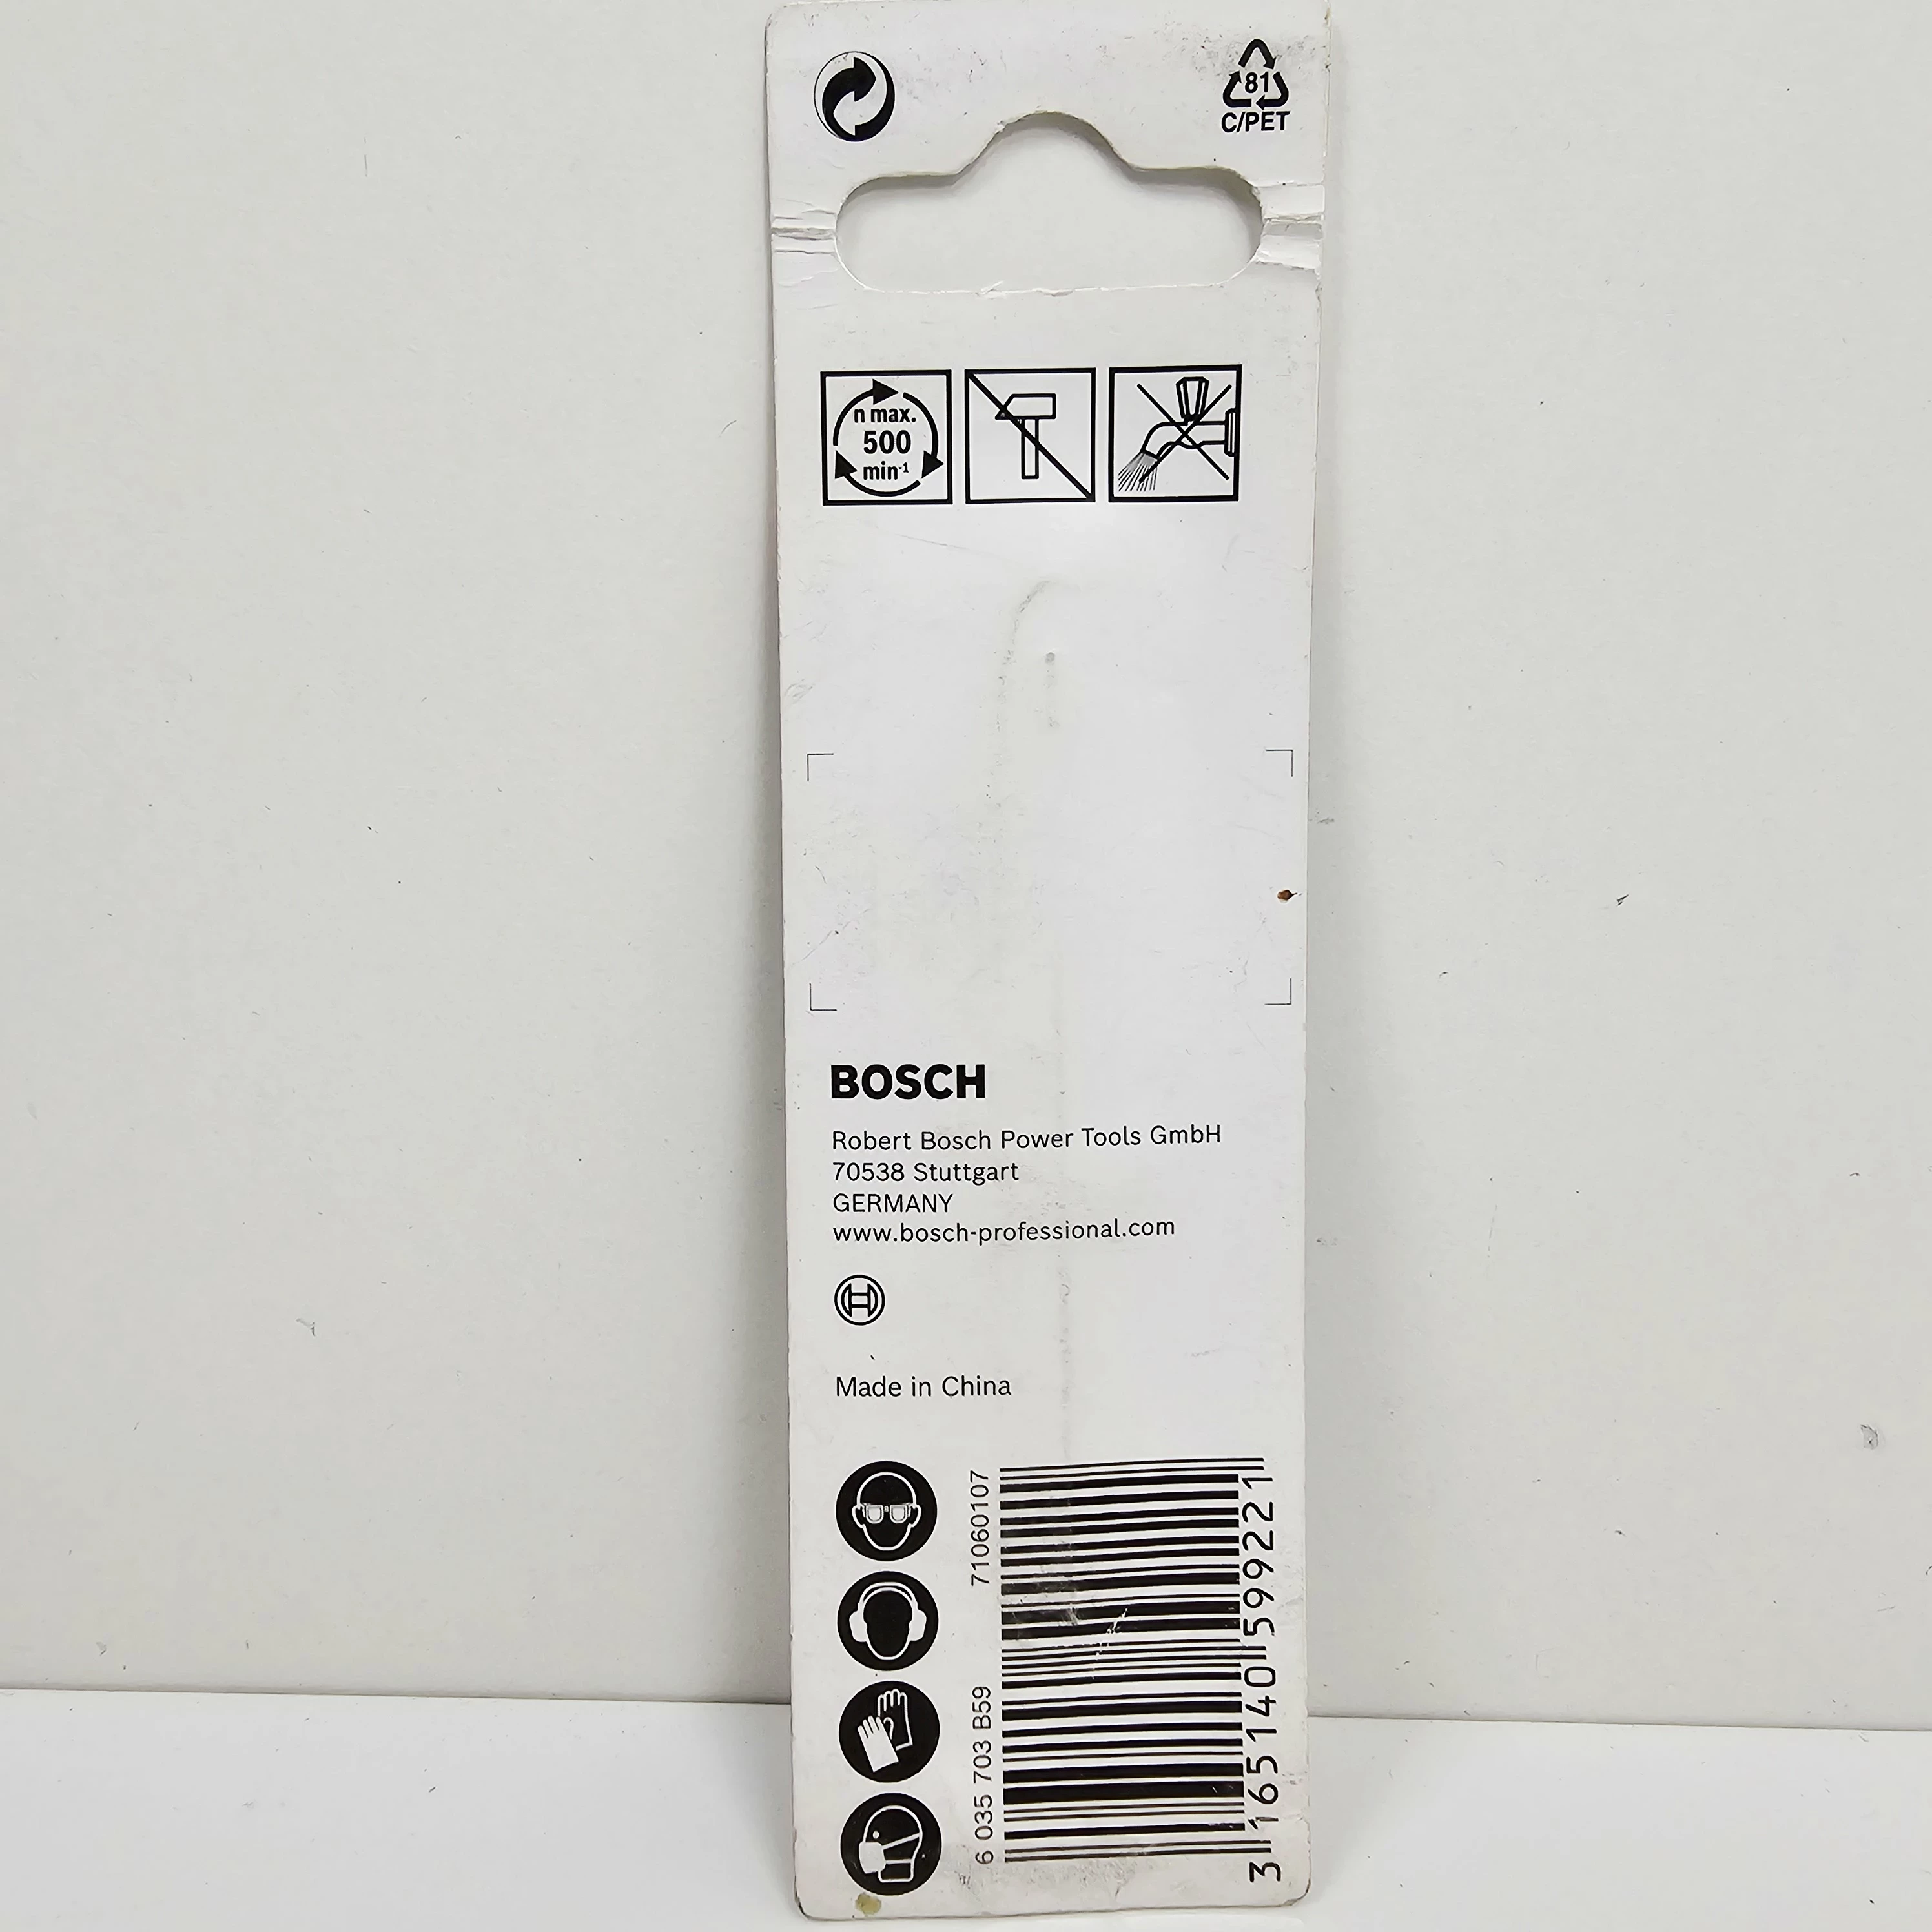 81
C/PET
n max.
500
min-1
BOSCH
Robert Bosch Power Tools GmbH
70538 Stuttgart
GERMANY
www.bosch-professional.com
Made in China
6 035 703 B59
71060107
3 165140 599221